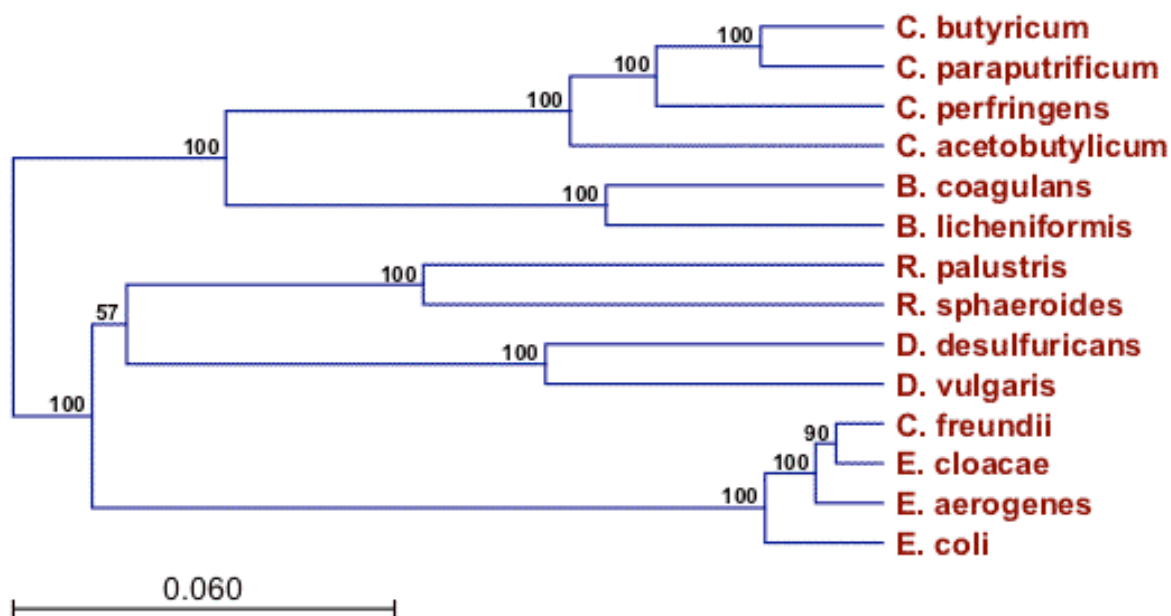 100 C. butyricum
100 C. paraputrificum
100 C. perfringens
C. acetobutylicum
100
100 B. coagulans
B. licheniformis
100 R. palustris
57 R. sphaeroides
100 D. desulfuricans
D. vulgaris
100
90 C. freundii
100 E. cloacae
100 E. aerogenes
E. coli
0.060